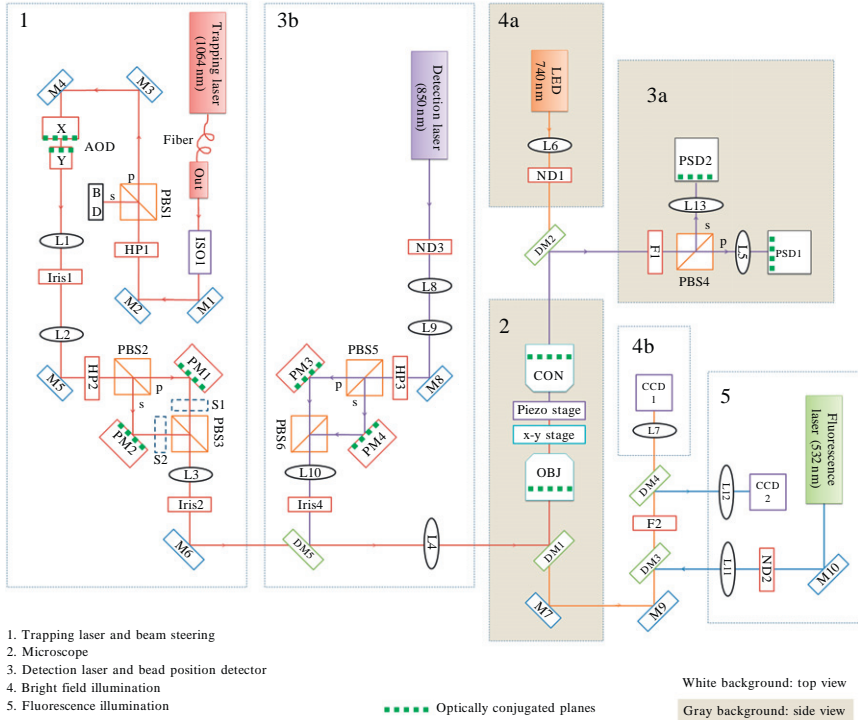 1
Trapping laser
(1064 nm)
Fiber
Out
ISO1
M1
M2
HP1
PBS1
s
p
B
D
M3
M4
X
Y
AOD
L1
Iris1
L2
M5
HP2
PBS2
p
s
PM1
PM2
S1
S2
PBS3
L3
Iris2
M6
3b
Detection laser
(850 nm)
ND3
L8
L9
M8
HP3
PBS5
p
s
PM3
PM4
PBS6
L10
Iris4
DM5
L4
4a
LED
740 nm
L6
ND1
DM2
3a
PSD2
L13
s
p
F1
PBS4
L5
PSD1
2
CON
Piezo stage
x-y stage
OBJ
DM1
M7
4b
CCD
1
L7
DM4
F2
DM3
M9
5
Fluorescence
laser (532 nm)
L12
CCD
2
L11
ND2
M10
1. Trapping laser and beam steering
2. Microscope
3. Detection laser and bead position detector
4. Bright field illumination
5. Fluorescence illumination
Optically conjugated planes
White background: top view
Gray background: side view